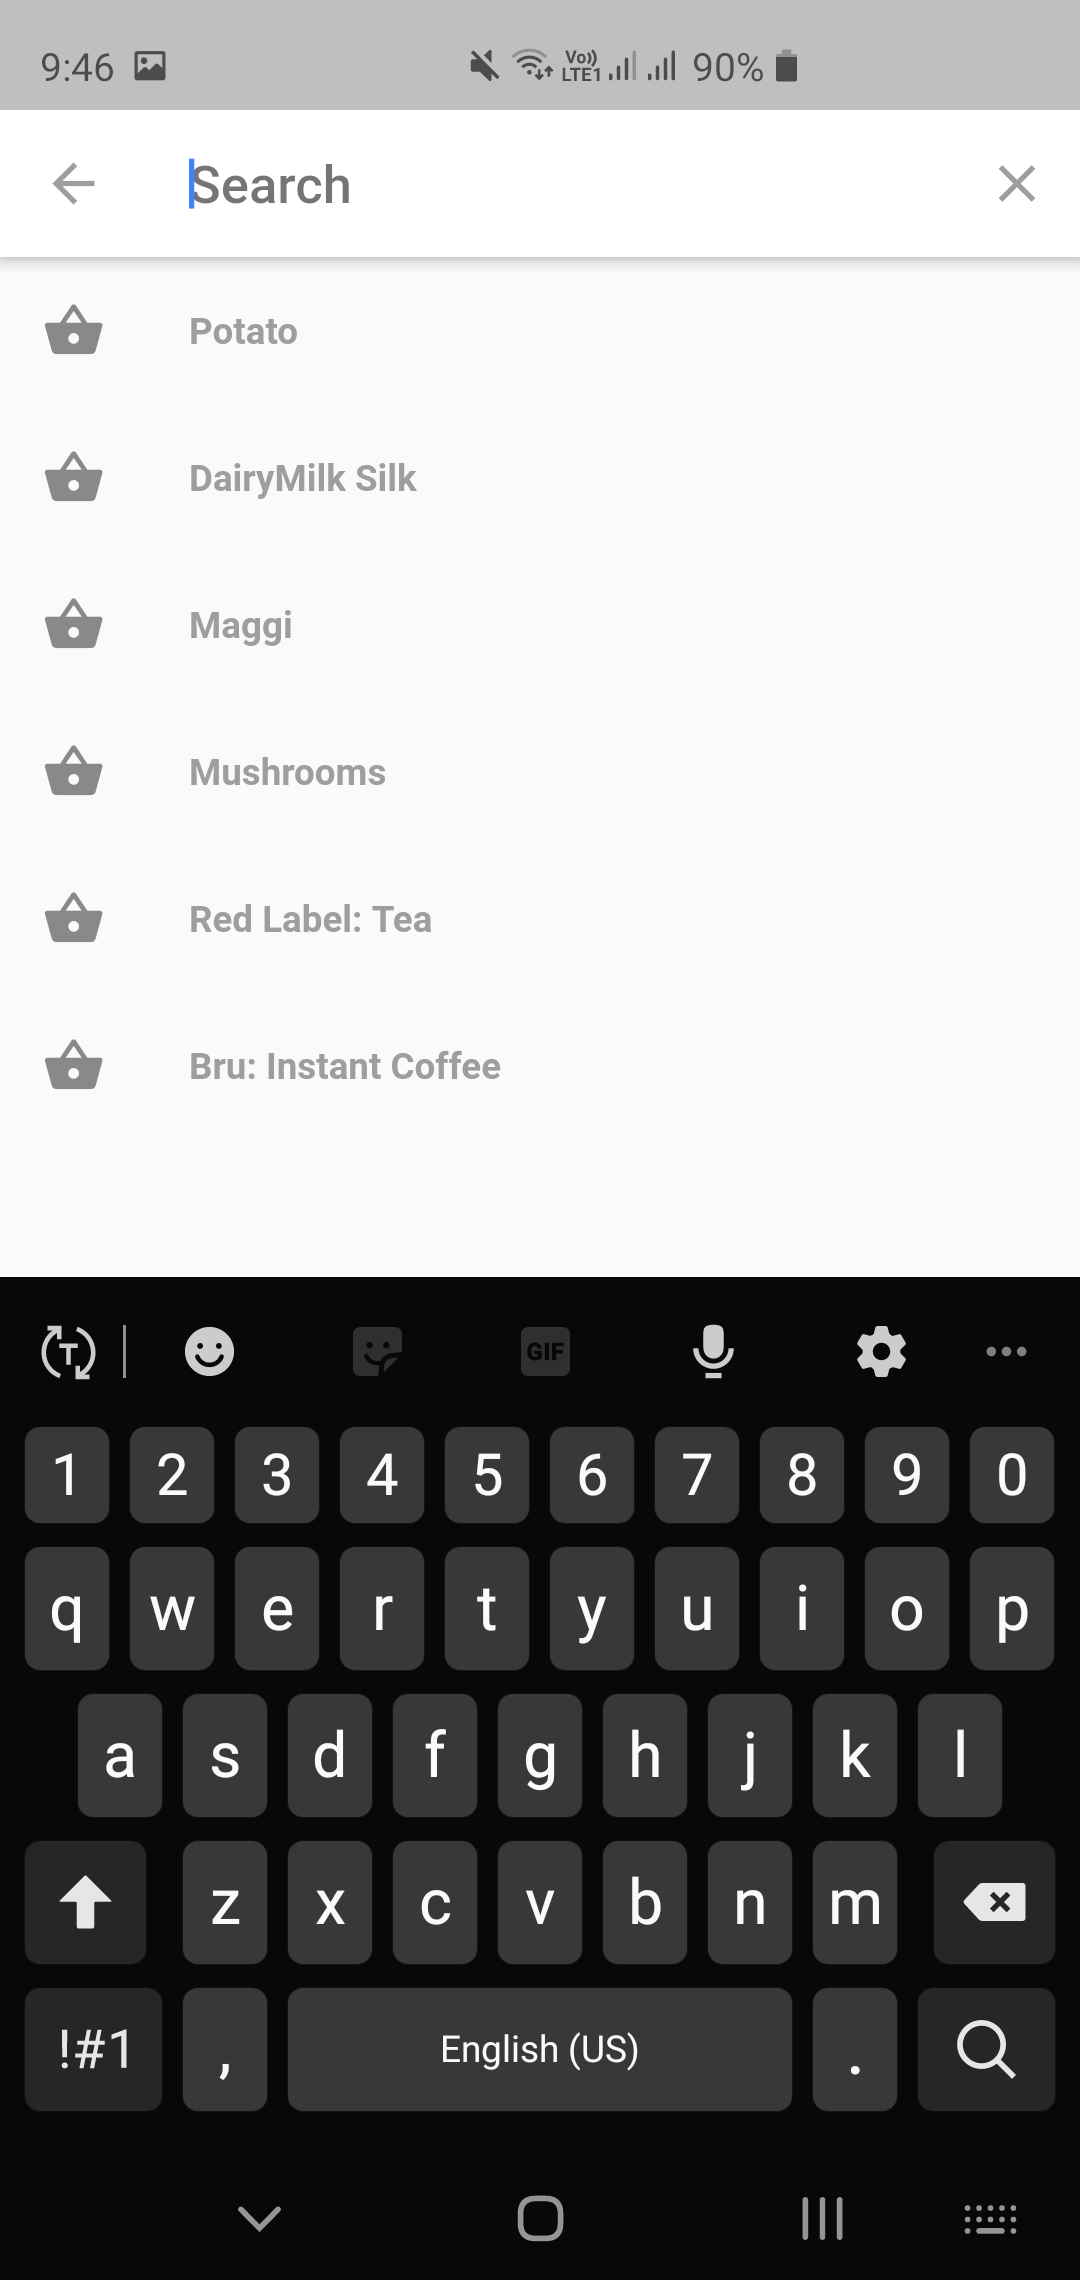 9:46 Vo)) LTE1 90%
Search
Potato
DairyMilk Silk
Maggi
Mushrooms
Red Label: Tea
Bru: Instant Coffee
T GIF
1 2 3 4 5 6 7 8 9 0
q w e r t y u i o p
a s d f g h j k l
z x c v b n m
!#1 , English (US) .